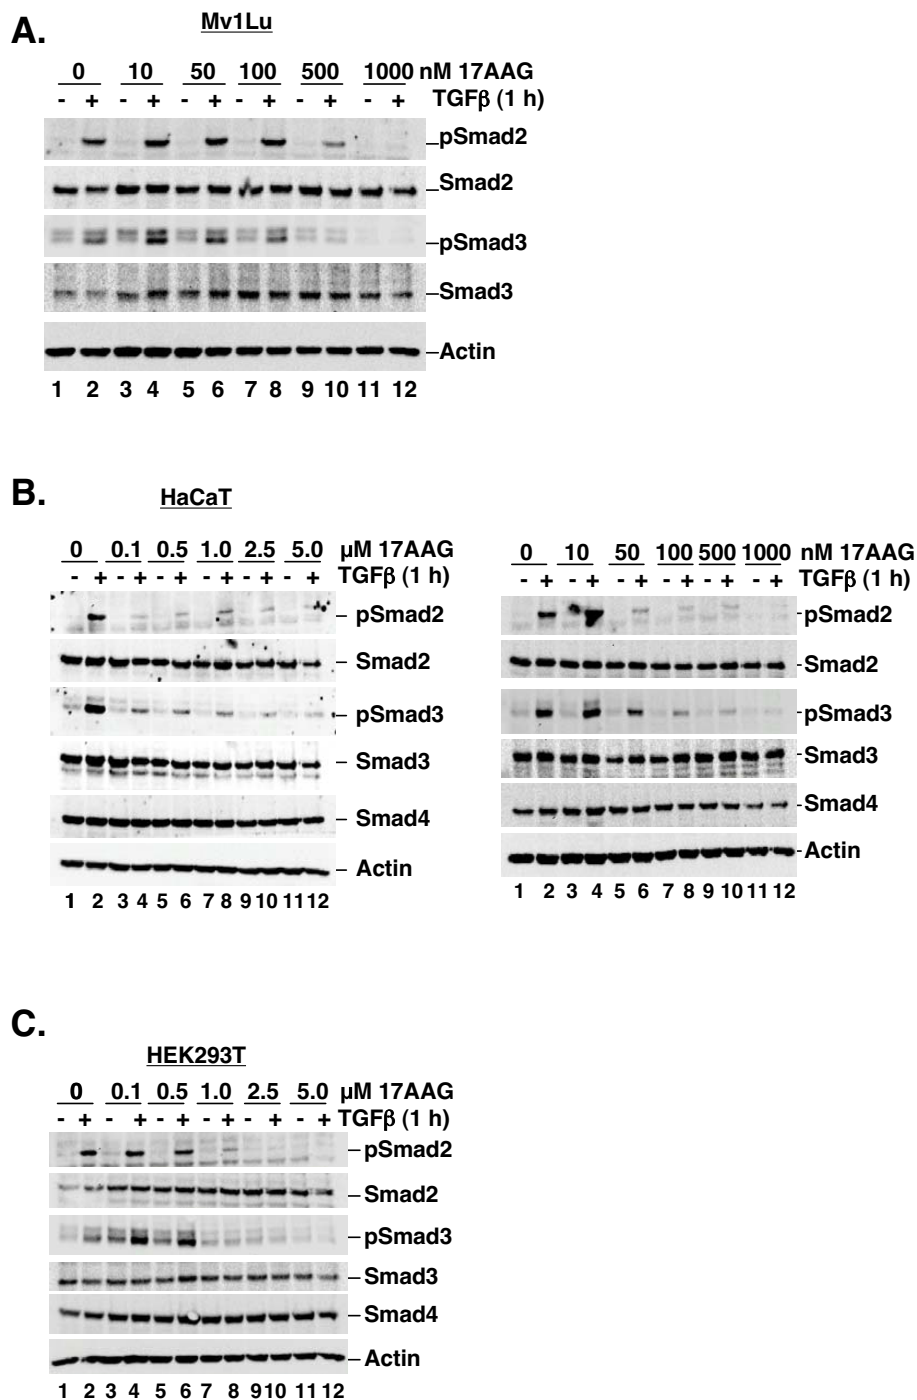 A.
Mv1Lu
0 10 50 100 500 1000 nM 17AAG
- + - + - + - + - + - + TGFβ (1 h)
pSmad2
Smad2
pSmad3
Smad3
Actin
1 2 3 4 5 6 7 8 9 10 11 12
B.
HaCaT
0 0.1 0.5 1.0 2.5 5.0 µM 17AAG
- + - + - + - + - + - + TGFβ (1 h)
pSmad2
Smad2
pSmad3
Smad3
Smad4
Actin
1 2 3 4 5 6 7 8 9 10 11 12
0 10 50 100 500 1000 nM 17AAG
- + - + - + - + - + - + TGFβ (1 h)
pSmad2
Smad2
pSmad3
Smad3
Smad4
Actin
1 2 3 4 5 6 7 8 9 10 11 12
C.
HEK293T
0 0.1 0.5 1.0 2.5 5.0 µM 17AAG
- + - + - + - + - + - + TGFβ (1 h)
pSmad2
Smad2
pSmad3
Smad3
Smad4
Actin
1 2 3 4 5 6 7 8 9 10 11 12